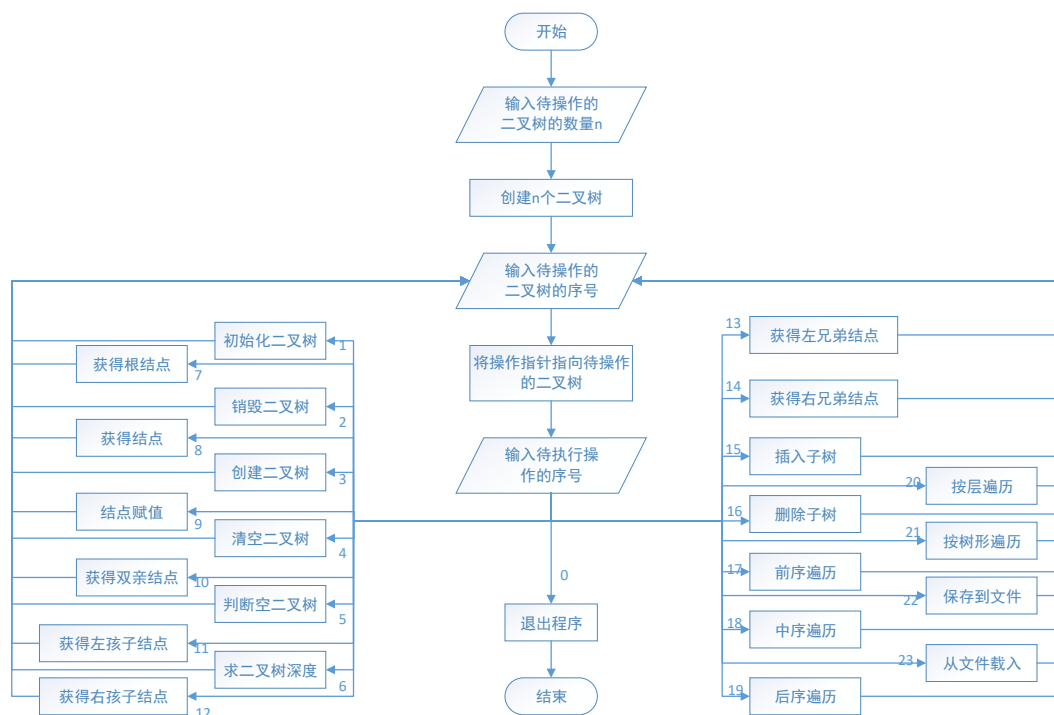 开始
输入待操作的
二叉树的数量n
创建n个二叉树
输入待操作的
二叉树的序号
将操作指针指向待操作
的二叉树
输入待执行操
作的序号
0
退出程序
结束
初始化二叉树
1
获得根结点
7
销毁二叉树
2
获得结点
8
创建二叉树
3
结点赋值
9
清空二叉树
4
获得双亲结点
10
判断空二叉树
5
获得左孩子结点
11
求二叉树深度
6
获得右孩子结点
12
13
获得左兄弟结点
14
获得右兄弟结点
15
插入子树
20
按层遍历
16
删除子树
21
按树形遍历
17
前序遍历
22
保存到文件
18
中序遍历
23
从文件载入
19
后序遍历